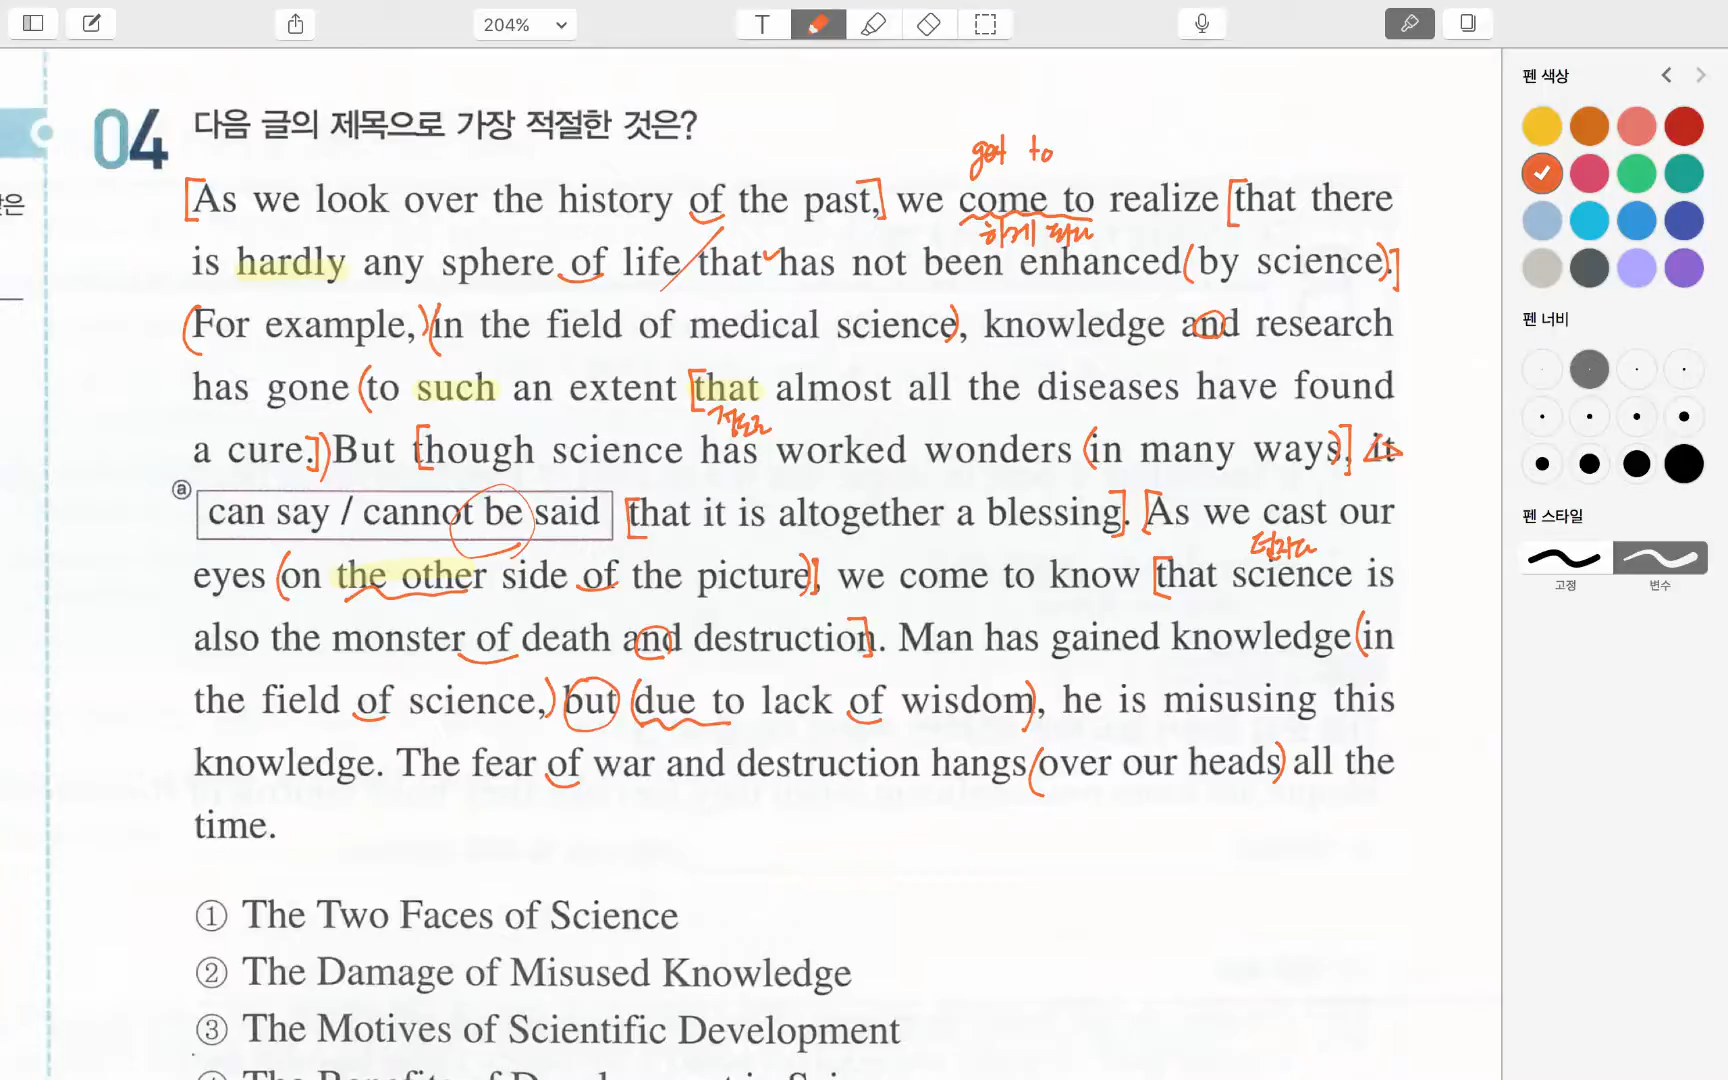 204%
T
펜 색상
04 다음 글의 제목으로 가장 적절한 것은?
got to
As we look over the history of the past, we come to realize that there
하게 되다
is hardly any sphere of life that has not been enhanced by science.
For example, in the field of medical science, knowledge and research
펜 너비
has gone to such an extent that almost all the diseases have found
정도로
a cure. But though science has worked wonders in many ways, it
ⓐ can say / cannot be said that it is altogether a blessing. As we cast our
던지다
펜 스타일
고정
변수
eyes on the other side of the picture, we come to know that science is
also the monster of death and destruction. Man has gained knowledge in
the field of science, but due to lack of wisdom, he is misusing this
knowledge. The fear of war and destruction hangs over our heads all the
time.
① The Two Faces of Science
② The Damage of Misused Knowledge
③ The Motives of Scientific Development